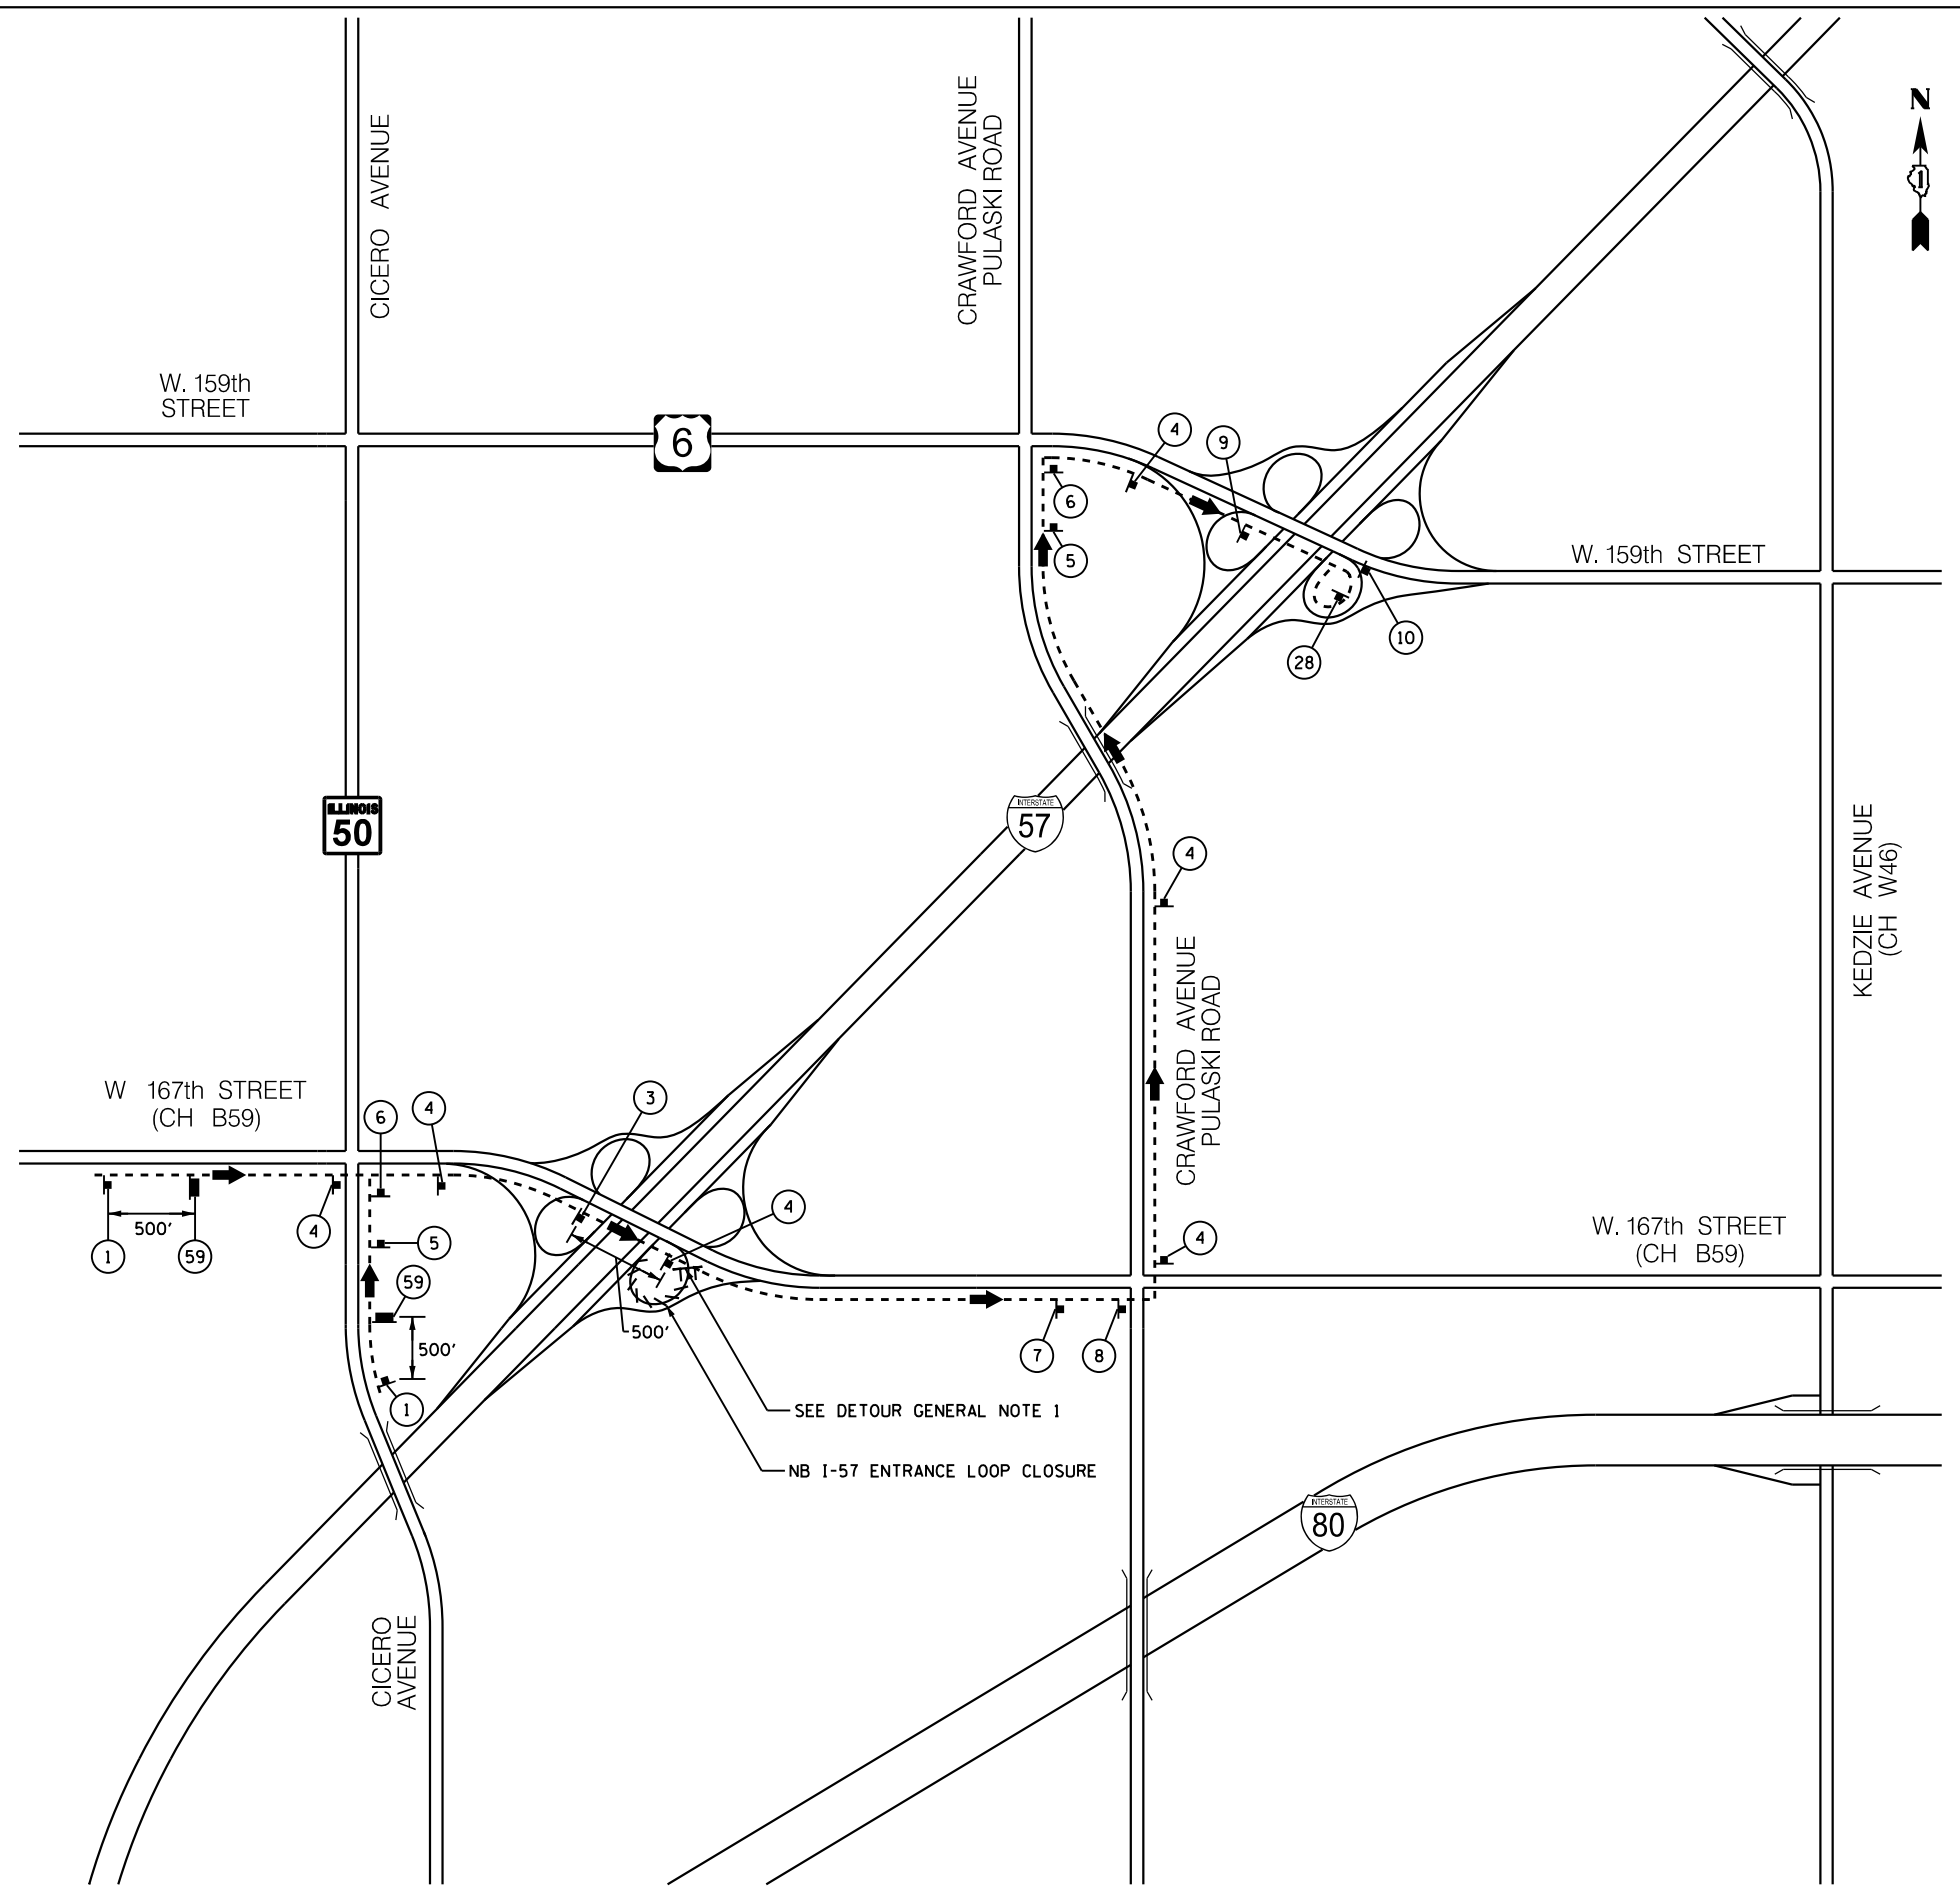 CICERO AVENUE
CRAWFORD AVENUE
PULASKI ROAD
N
1
W. 159th
STREET
6
4
9
6
5
W. 159th STREET
10
28
ILLINOIS
50
INTERSTATE
57
4
KEDZIE AVENUE
(CH W46)
CRAWFORD AVENUE
PULASKI ROAD
W 167th STREET
(CH B59)
6
4
3
4
4
500'
1
59
4
5
59
500'
1
500'
W. 167th STREET
(CH B59)
7
8
SEE DETOUR GENERAL NOTE 1
NB I-57 ENTRANCE LOOP CLOSURE
INTERSTATE
80
CICERO
AVENUE